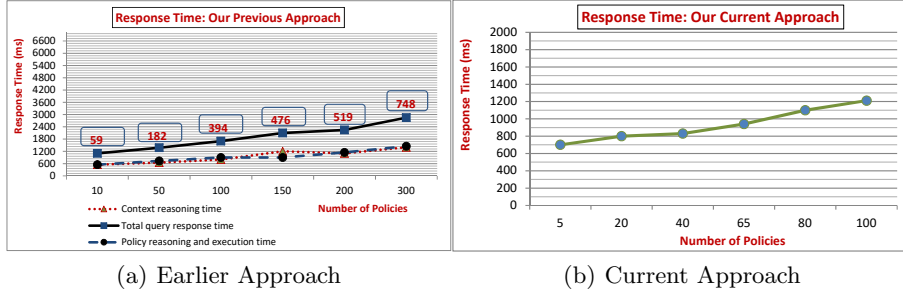 Response Time: Our Previous Approach
Response Time (ms)
6600
6000
5400
4800
4200
3600
3000
2400
1800
1200
600
0
59
182
394
476
519
748
10 50 100 150 200 300
Number of Policies
Context reasoning time
Total query response time
Policy reasoning and execution time
(a) Earlier Approach
Response Time: Our Current Approach
Response Time (ms)
2000
1800
1600
1400
1200
1000
800
600
400
200
0
5 20 40 65 80 100
Number of Policies
(b) Current Approach